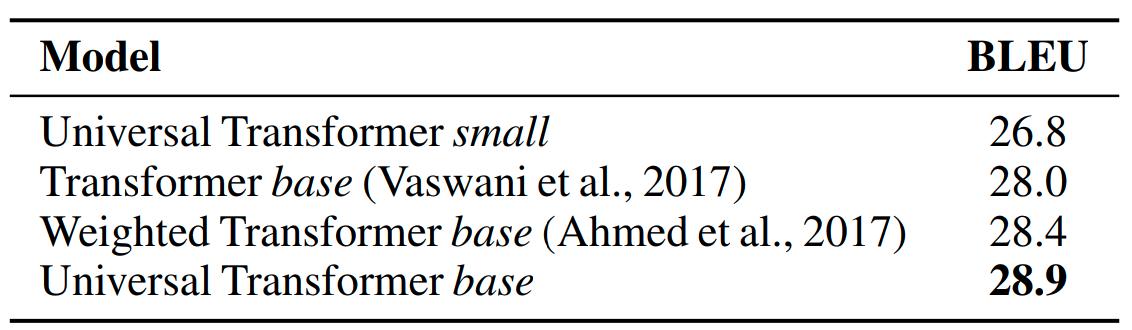 Model BLEU
Universal Transformer small 26.8
Transformer base (Vaswani et al., 2017) 28.0
Weighted Transformer base (Ahmed et al., 2017) 28.4
Universal Transformer base 28.9